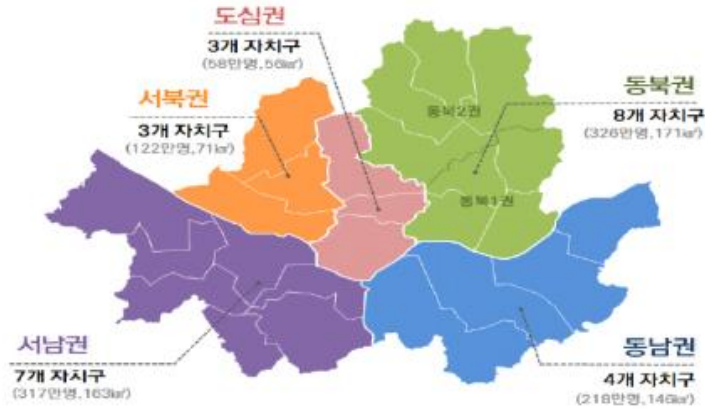 도심권
3개 자치구
(58만명,56㎢)
서북권
3개 자치구
(122만명,71㎢)
동북권
8개 자치구
(326만명,171㎢)
동북2권
동북1권
서남권
7개 자치구
(317만명,163㎢)
동남권
4개 자치구
(218만명,146㎢)